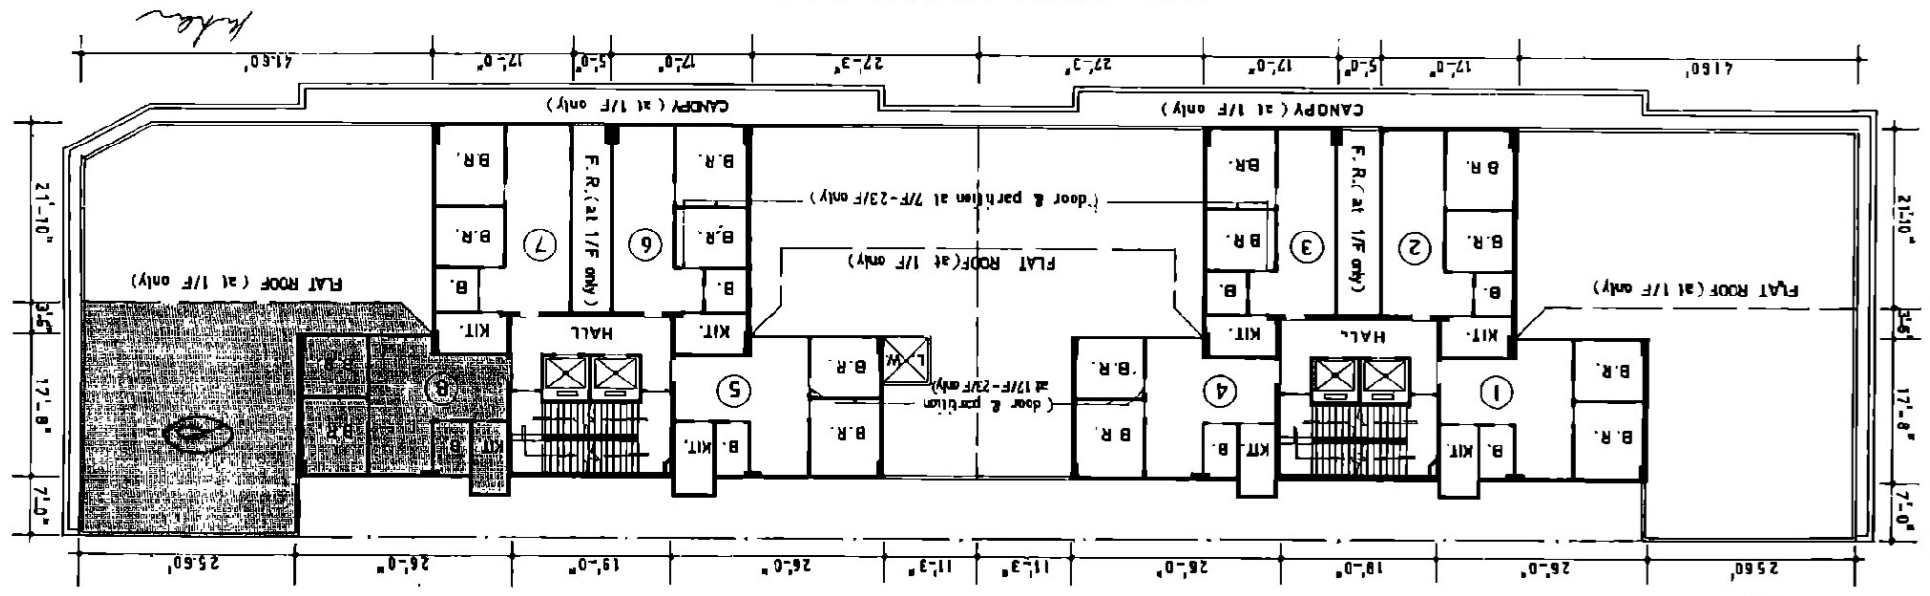 25.60' 26'-0" 19'-0" 26'-0" 11'-3" 11'-3" 26'-0" 19'-0" 26'-0" 25.60'
7'-0" 7'-0"
B.R. B. KIT. KIT B. B.R. B.R. B. KIT. KIT B. B.R.
17'-8" 17'-8"
1 4 5 8
B.R. B.R. B.R. B.R.
(door & partition
at 17/F-23/F only)
L.W.
HALL HALL
KIT. KIT. KIT. KIT.
3'-6" 3'-6"
FLAT ROOF (at 1/F only) FLAT ROOF (at 1/F only) FLAT ROOF (at 1/F only)
B. B. B. B.
2 3 6 7
F.R. (at 1/F only) F.R. (at 1/F only)
B.R. B.R. B.R. B.R.
(door & partition at 7/F-23/F only)
21'-10" 21'-10"
B.R. B.R. B.R. B.R.
CANOPY (at 1/F only) CANOPY (at 1/F only)
41.60' 17'-0" 5'-0" 17'-0" 27'-3" 27'-3" 17'-0" 5'-0" 17'-0" 41.60'